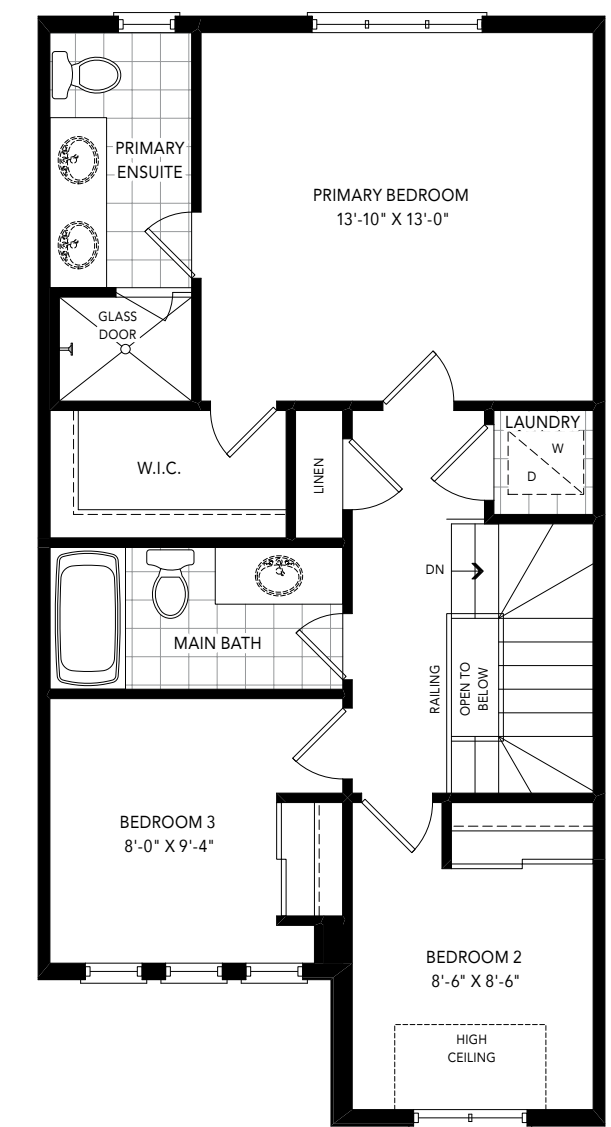 PRIMARY
ENSUITE
PRIMARY BEDROOM
13'-10" X 13'-0"
GLASS
DOOR
W.I.C.
LINEN
LAUNDRY
W
D
DN
MAIN BATH
RAILING
OPEN TO
BELOW
BEDROOM 3
8'-0" X 9'-4"
BEDROOM 2
8'-6" X 8'-6"
HIGH
CEILING